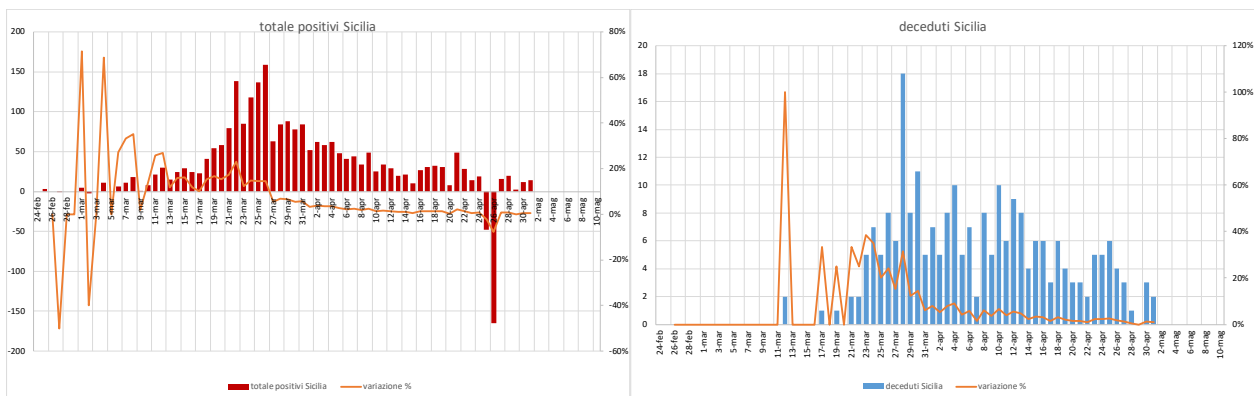 totale positivi Sicilia
200
150
100
50
0
-50
-100
-150
-200
80%
60%
40%
20%
0%
-20%
-40%
-60%
24-feb
26-feb
28-feb
1-mar
3-mar
5-mar
7-mar
9-mar
11-mar
13-mar
15-mar
17-mar
19-mar
21-mar
23-mar
25-mar
27-mar
29-mar
31-mar
2-apr
4-apr
6-apr
8-apr
10-apr
12-apr
14-apr
16-apr
18-apr
20-apr
22-apr
24-apr
26-apr
28-apr
30-apr
2-mag
4-mag
6-mag
8-mag
10-mag
totale positivi Sicilia
variazione %
deceduti Sicilia
20
18
16
14
12
10
8
6
4
2
0
120%
100%
80%
60%
40%
20%
0%
24-feb
26-feb
28-feb
1-mar
3-mar
5-mar
7-mar
9-mar
11-mar
13-mar
15-mar
17-mar
19-mar
21-mar
23-mar
25-mar
27-mar
29-mar
31-mar
2-apr
4-apr
6-apr
8-apr
10-apr
12-apr
14-apr
16-apr
18-apr
20-apr
22-apr
24-apr
26-apr
28-apr
30-apr
2-mag
4-mag
6-mag
8-mag
10-mag
deceduti Sicilia
variazione %